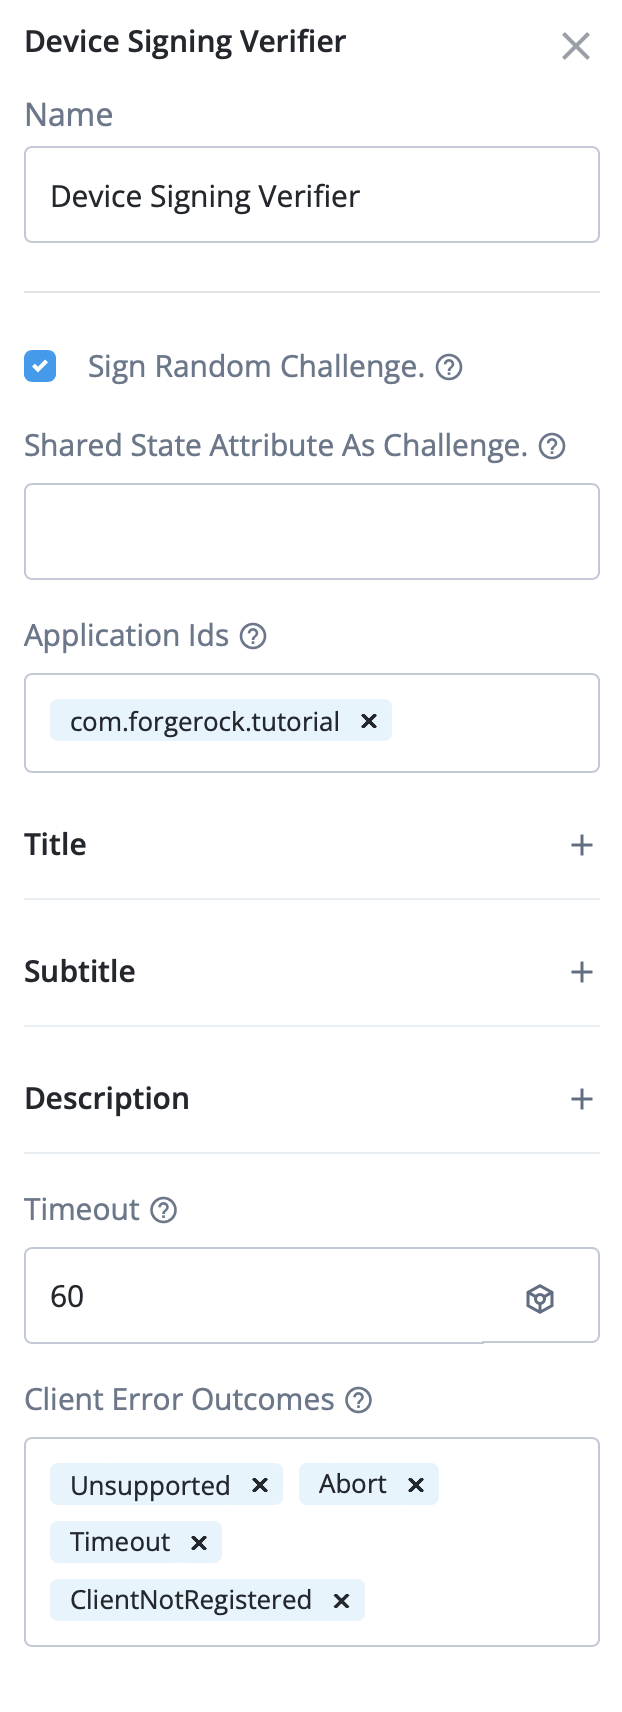 Device Signing Verifier
Name
Device Signing Verifier
Sign Random Challenge.
Shared State Attribute As Challenge.
Application Ids
com.forgerock.tutorial
Title
Subtitle
Description
Timeout
60
Client Error Outcomes
Unsupported Abort
Timeout
ClientNotRegistered